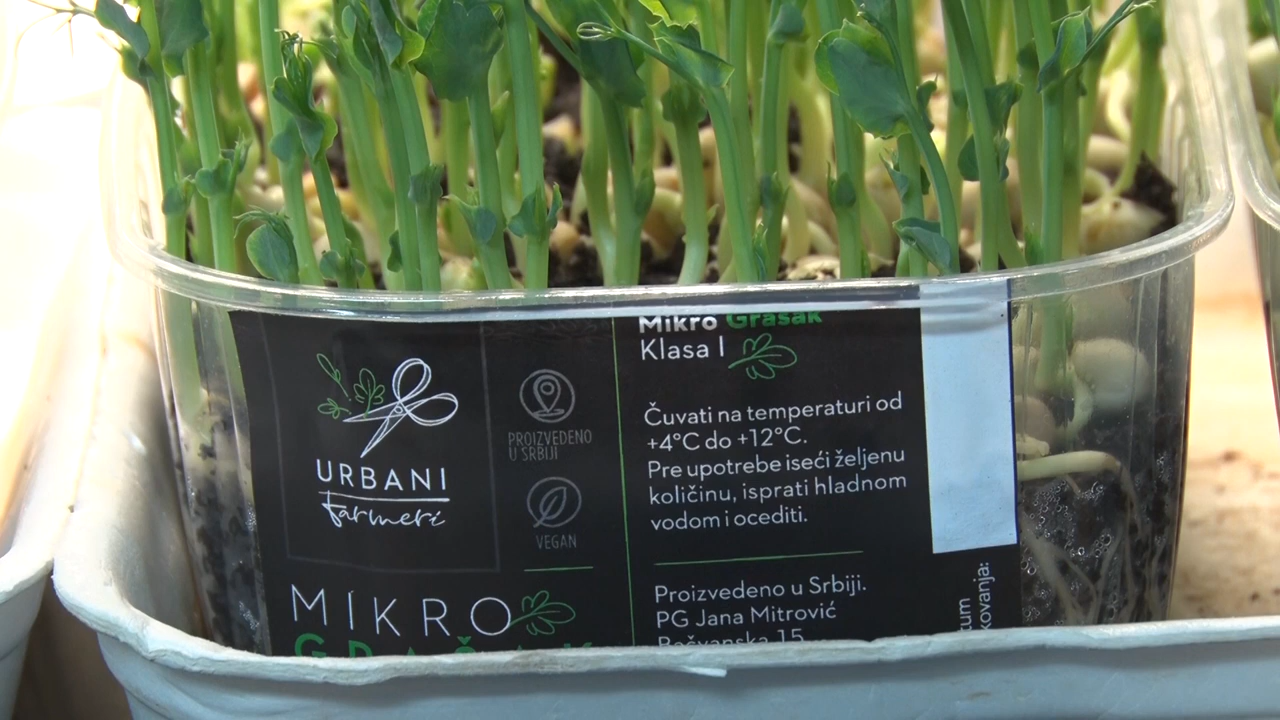 URBANI
farmeri
PROIZVEDENO
U SRBIJI
VEGAN
MIKRO
GRAŠAK
Mikro Grašak
Klasa I
Čuvati na temperaturi od
+4°C do +12°C.
Pre upotrebe iseći željenu
količinu, isprati hladnom
vodom i ocediti.
Proizvedeno u Srbiji.
PG Jana Mitrović